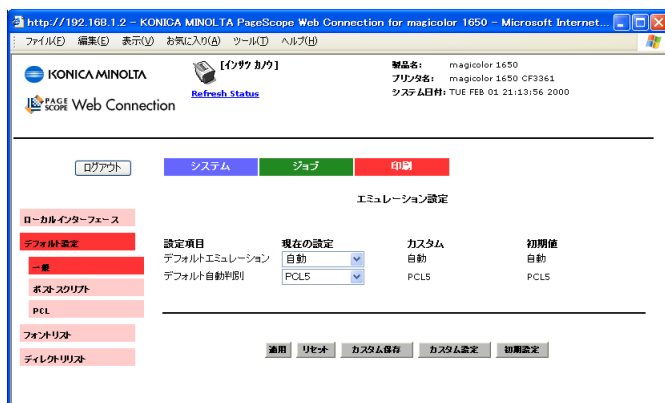 http://192.168.1.2 - KONICA MINOLTA PageScope Web Connection for magicolor 1650 - Microsoft Internet...
ファイル(F) 編集(E) 表示(V) お気に入り(A) ツール(T) ヘルプ(H)
KONICA MINOLTA
PAGE SCOPE Web Connection
[インサツ カノウ]
Refresh Status
製品名: magicolor 1650
プリンタ名: magicolor 1650 CF3361
システム日付: TUE FEB 01 21:13:56 2000
ログアウト
システム ジョブ 印刷
エミュレーション設定
ローカルインターフェース
デフォルト設定
一般
ポストスクリプト
PCL
フォントリスト
ディレクトリリスト
設定項目 現在の設定 カスタム 初期値
デフォルトエミュレーション 自動 自動 自動
デフォルト自動判別 PCL5 PCL5 PCL5
適用 リセット カスタム保存 カスタム設定 初期設定